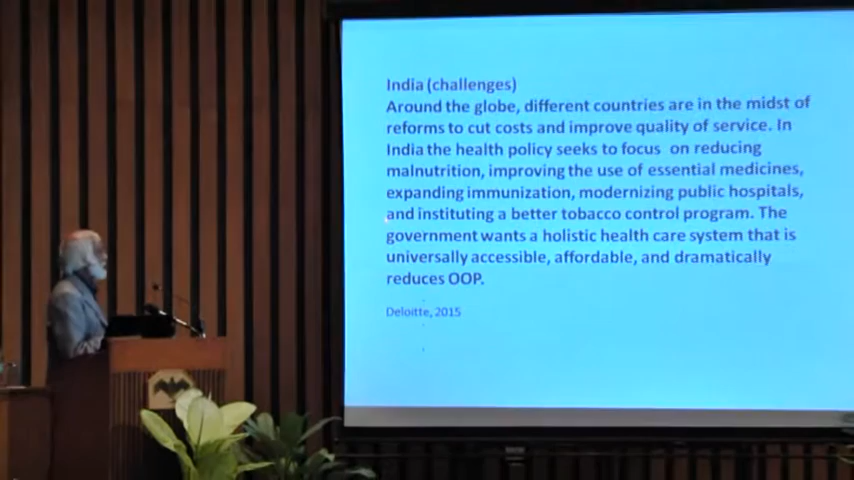 India (challenges)
Around the globe, different countries are in the midst of
reforms to cut costs and improve quality of service. In
India the health policy seeks to focus on reducing
malnutrition, improving the use of essential medicines,
expanding immunization, modernizing public hospitals,
and instituting a better tobacco control program. The
government wants a holistic health care system that is
universally accessible, affordable, and dramatically
reduces OOP.
Deloitte, 2015